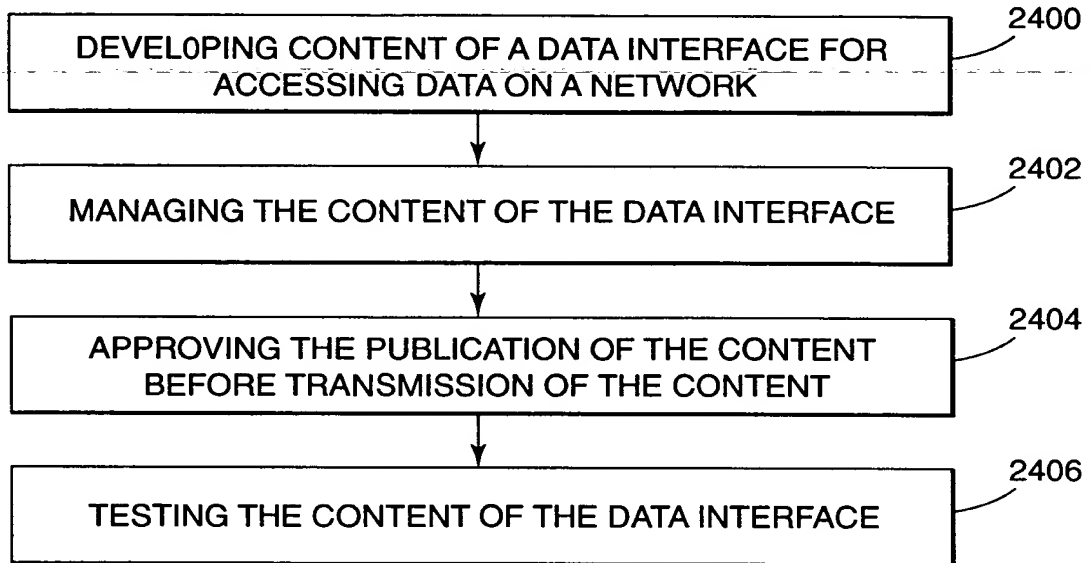 2400
DEVEL0PING CONTENT OF A DATA INTERFACE FOR
ACCESSING DATA ON A NETWORK
2402
MANAGING THE CONTENT OF THE DATA INTERFACE
2404
APPROVING THE PUBLICATION OF THE CONTENT
BEFORE TRANSMISSION OF THE CONTENT
2406
TESTING THE CONTENT OF THE DATA INTERFACE